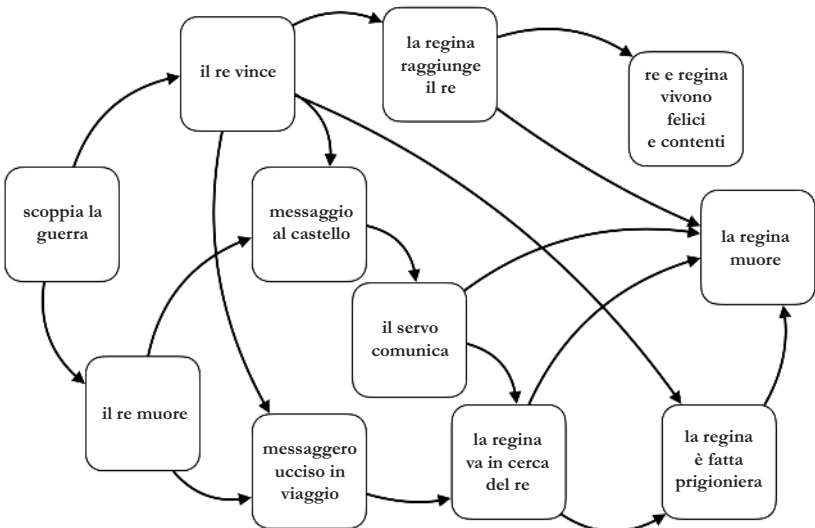 il re vince
la regina
raggiunge
il re
re e regina
vivono
felici
e contenti
scoppia la
guerra
messaggio
al castello
la regina
muore
il servo
comunica
il re muore
messaggero
ucciso in
viaggio
la regina
va in cerca
del re
la regina
è fatta
prigioniera